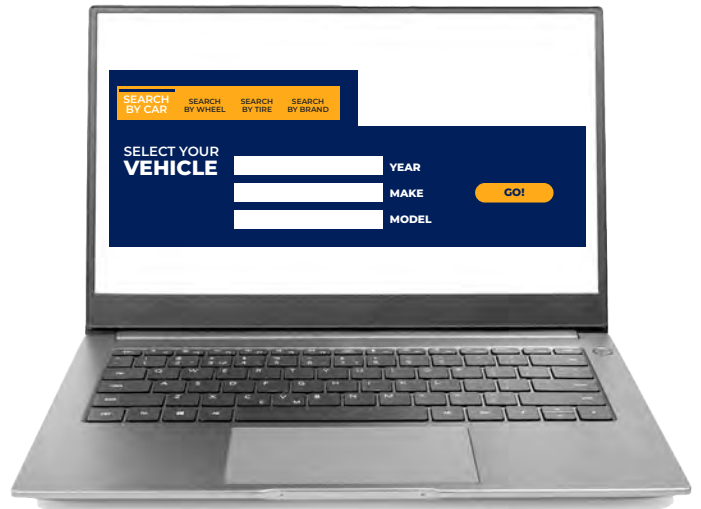 SEARCH
BY CAR
SEARCH
BY WHEEL
SEARCH
BY TIRE
SEARCH
BY BRAND
SELECT YOUR
VEHICLE
YEAR
MAKE
GO!
MODEL